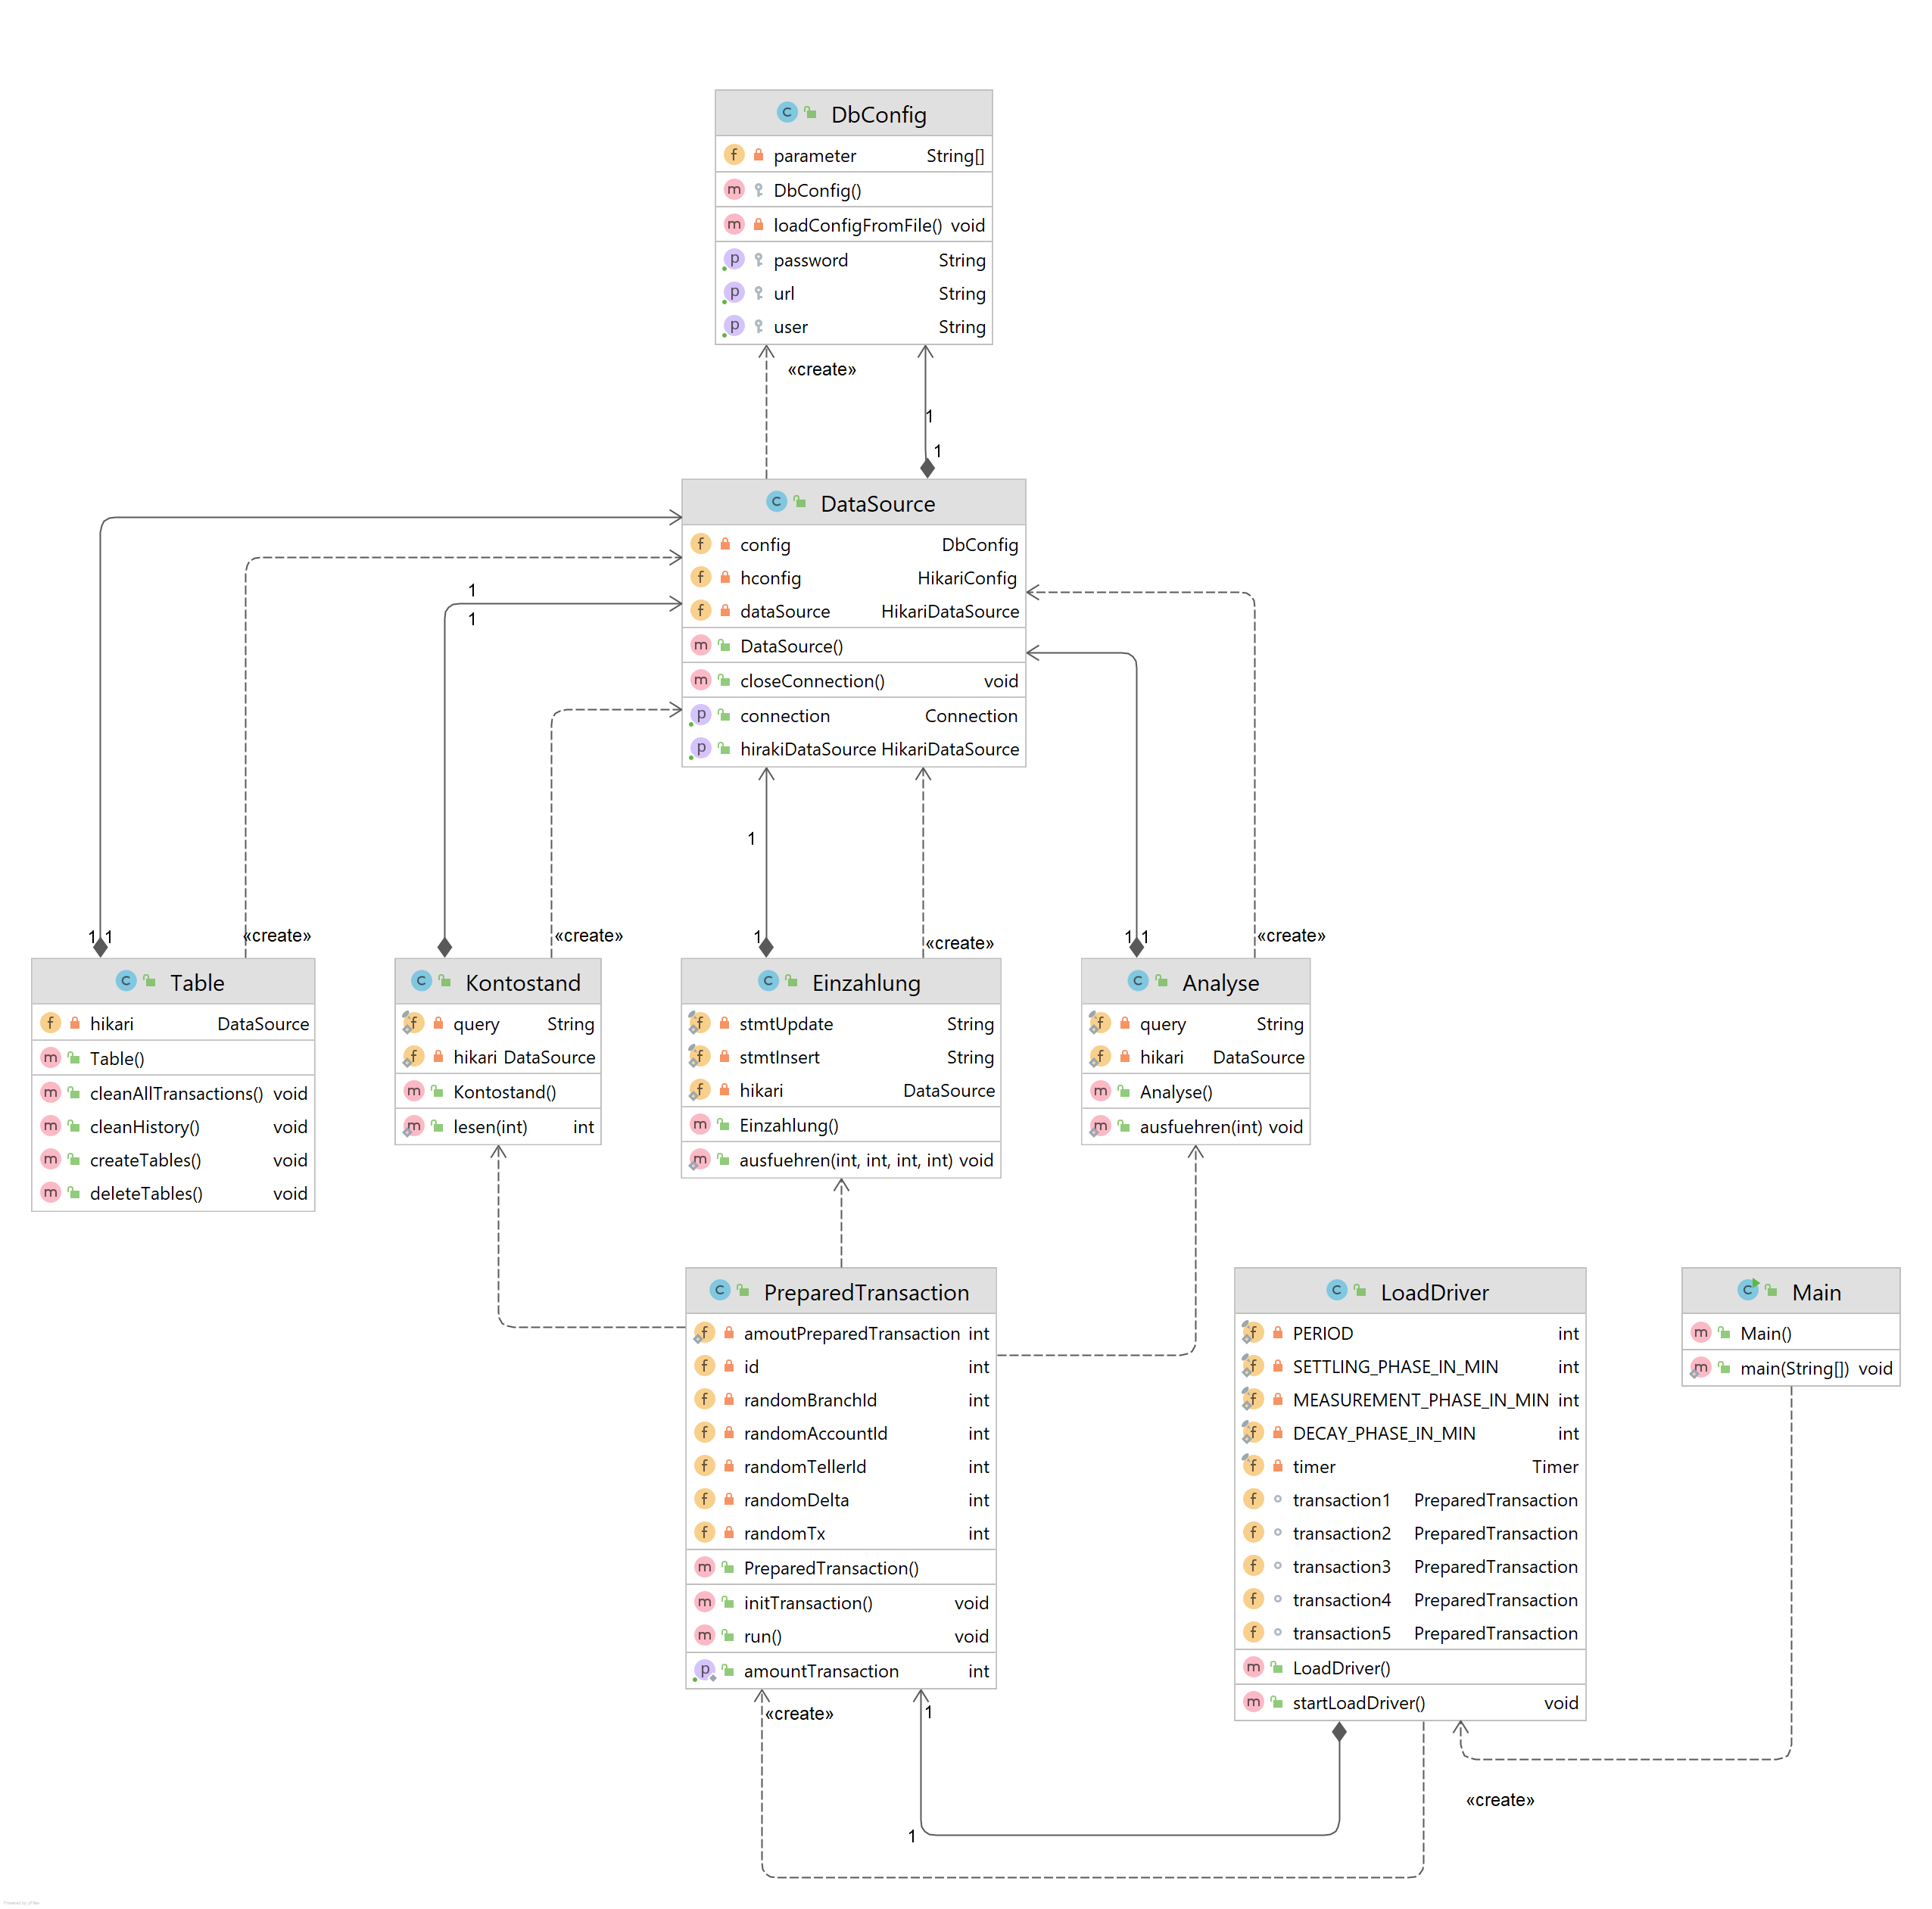 DbConfig
parameter String[]
DbConfig()
loadConfigFromFile() void
password String
url String
user String
«create»
1
1
DataSource
config DbConfig
hconfig HikariConfig
dataSource HikariDataSource
DataSource()
closeConnection() void
connection Connection
hirakiDataSource HikariDataSource
1
1
1
1
1
1
1
1
«create»
«create»
«create»
«create»
Table
hikari DataSource
Table()
cleanAllTransactions() void
cleanHistory() void
createTables() void
deleteTables() void
Kontostand
query String
hikari DataSource
Kontostand()
lesen(int) int
Einzahlung
stmtUpdate String
stmtInsert String
hikari DataSource
Einzahlung()
ausfuehren(int, int, int, int) void
Analyse
query String
hikari DataSource
Analyse()
ausfuehren(int) void
PreparedTransaction
amoutPreparedTransaction int
id int
randomBranchId int
randomAccountId int
randomTellerId int
randomDelta int
randomTx int
PreparedTransaction()
initTransaction() void
run() void
amountTransaction int
LoadDriver
PERIOD int
SETTLING_PHASE_IN_MIN int
MEASUREMENT_PHASE_IN_MIN int
DECAY_PHASE_IN_MIN int
timer Timer
transaction1 PreparedTransaction
transaction2 PreparedTransaction
transaction3 PreparedTransaction
transaction4 PreparedTransaction
transaction5 PreparedTransaction
LoadDriver()
startLoadDriver() void
Main
Main()
main(String[]) void
«create»
1
«create»
1
Powered by yFiles